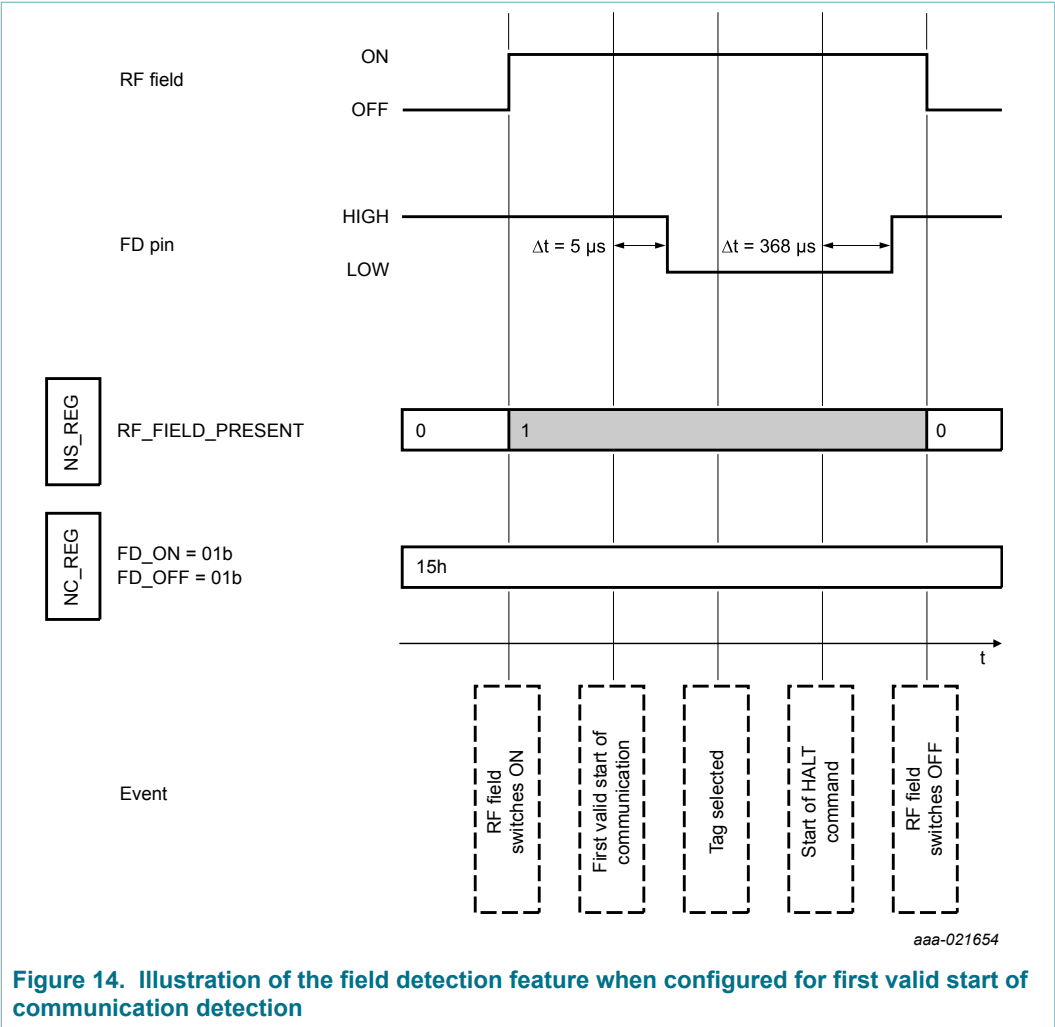 RF field
ON
OFF
FD pin
HIGH
LOW
Δt = 5 μs
Δt = 368 μs
NS_REG
RF_FIELD_PRESENT
0
1
0
NC_REG
FD_ON = 01b
FD_OFF = 01b
15h
t
Event
RF field
switches ON
First valid start of
communication
Tag selected
Start of HALT
command
RF field
switches OFF
aaa-021654
Figure 14. Illustration of the field detection feature when configured for first valid start of
communication detection